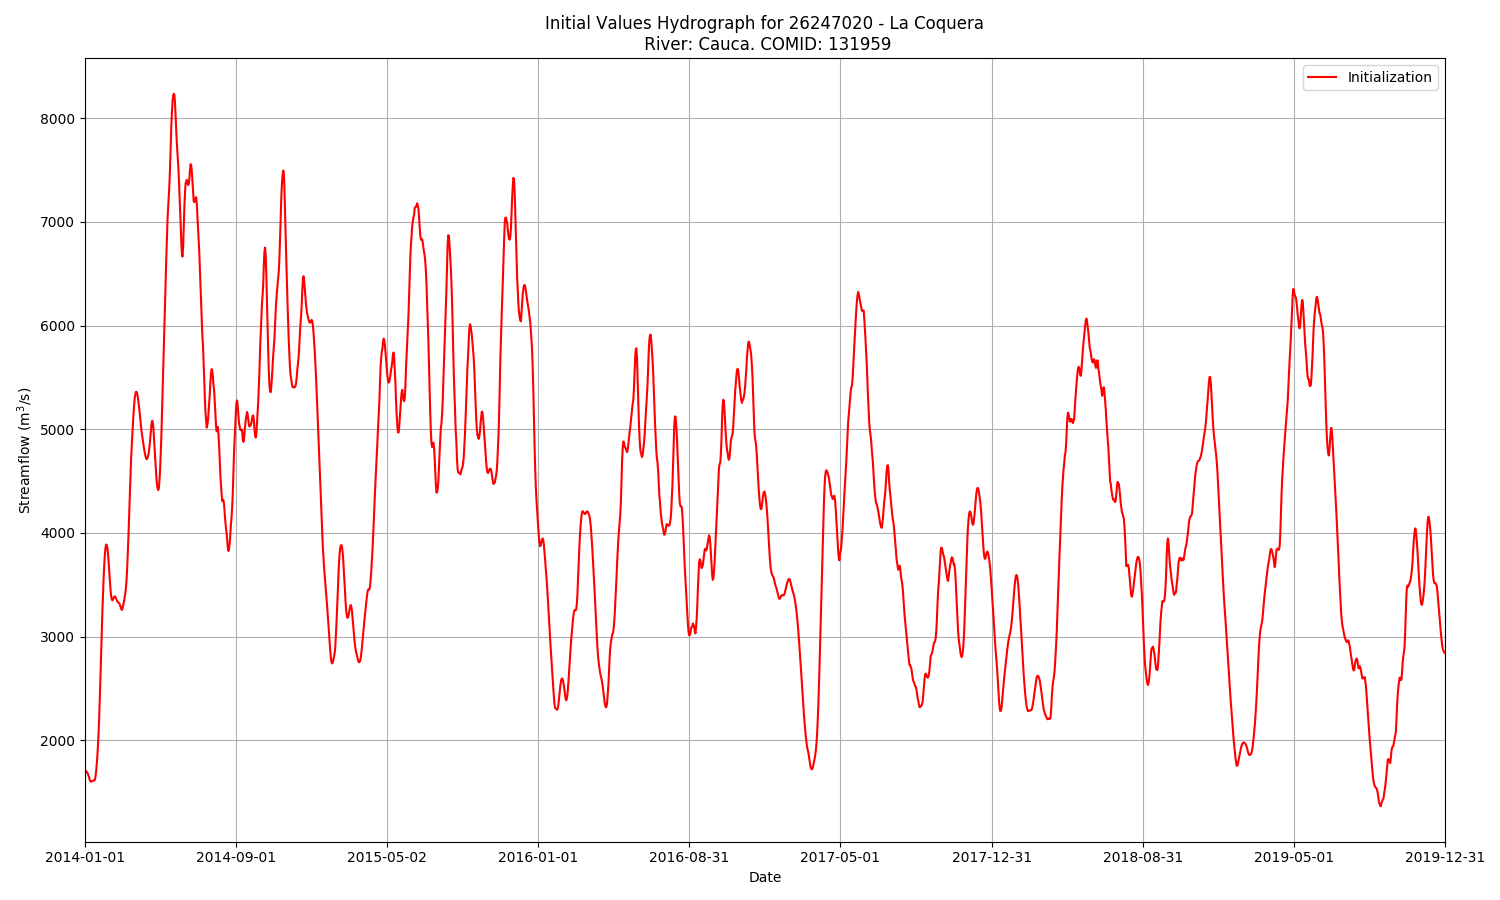 Initial Values Hydrograph for 26247020 - La Coquera
River: Cauca. COMID: 131959
Initialization
8000
7000
6000
5000
4000
3000
2000
Streamflow (m³/s)
2014-01-01 2014-09-01 2015-05-02 2016-01-01 2016-08-31 2017-05-01 2017-12-31 2018-08-31 2019-05-01 2019-12-31
Date